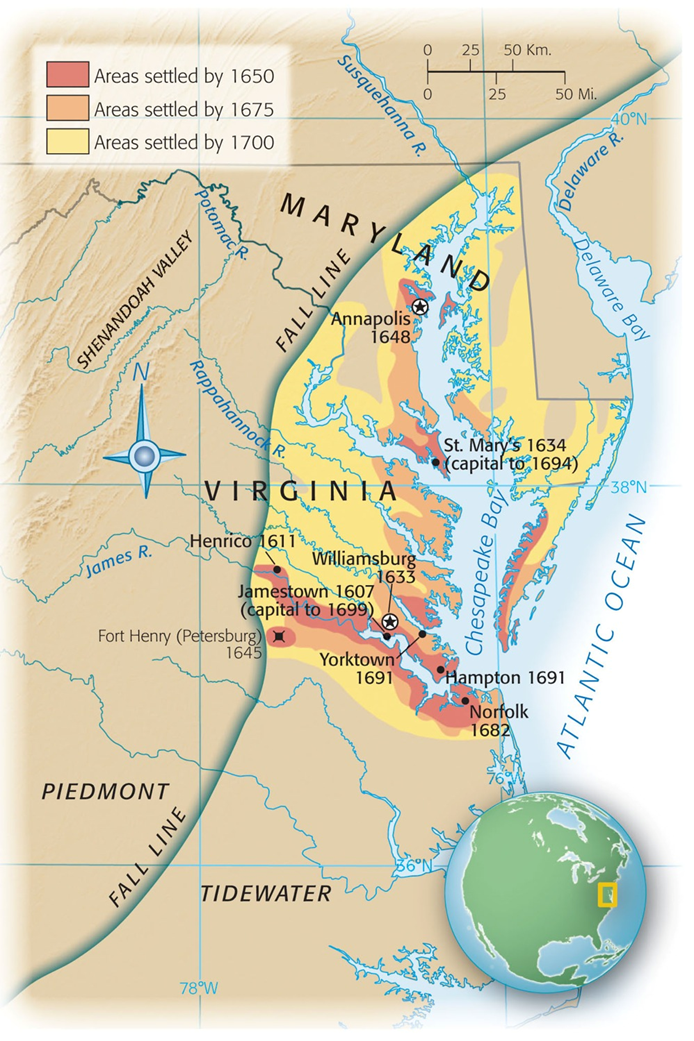 Areas settled by 1650
Areas settled by 1675
Areas settled by 1700
0 25 50 Km.
0 25 50 Mi.
Susquehanna R.
40°N
Delaware R.
Delaware Bay
Potomac R.
MARYLAND
SHENANDOAH VALLEY
FALL LINE
Annapolis
1648
N
Rappahannock R.
St. Mary's 1634
(capital to 1694)
VIRGINIA
38°N
Chesapeake Bay
ATLANTIC OCEAN
James R.
Henrico 1611
Williamsburg
1633
Jamestown 1607
(capital to 1699)
Fort Henry (Petersburg)
1645
Yorktown
1691
Hampton 1691
Norfolk
1682
76°W
PIEDMONT
FALL LINE
36°N
TIDEWATER
78°W